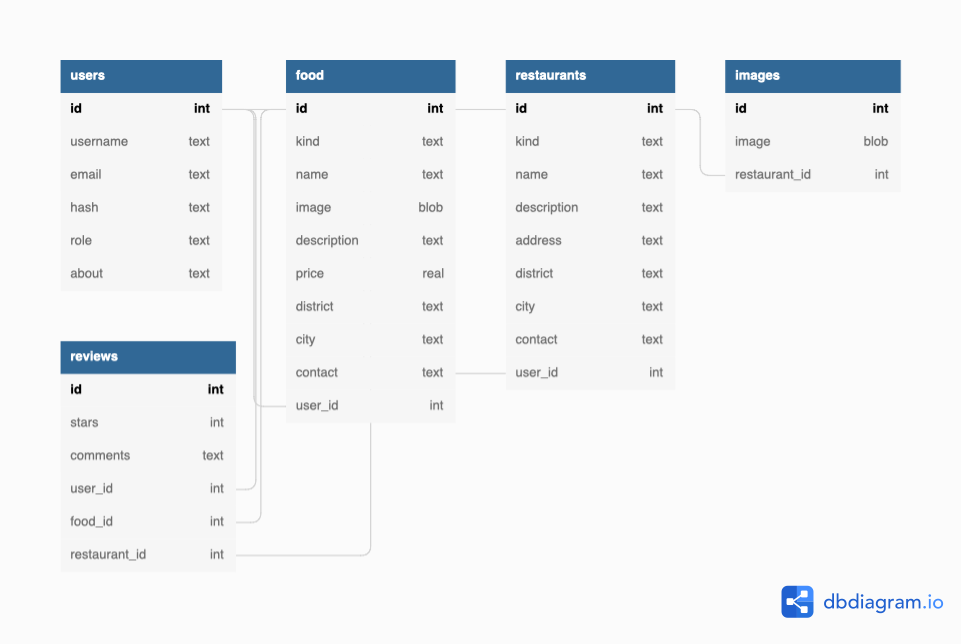 users
id int
username text
email text
hash text
role text
about text
food
id int
kind text
name text
image blob
description text
price real
district text
city text
contact text
user_id int
restaurants
id int
kind text
name text
description text
address text
district text
city text
contact text
user_id int
images
id int
image blob
restaurant_id int
reviews
id int
stars int
comments text
user_id int
food_id int
restaurant_id int
dbdiagram.io